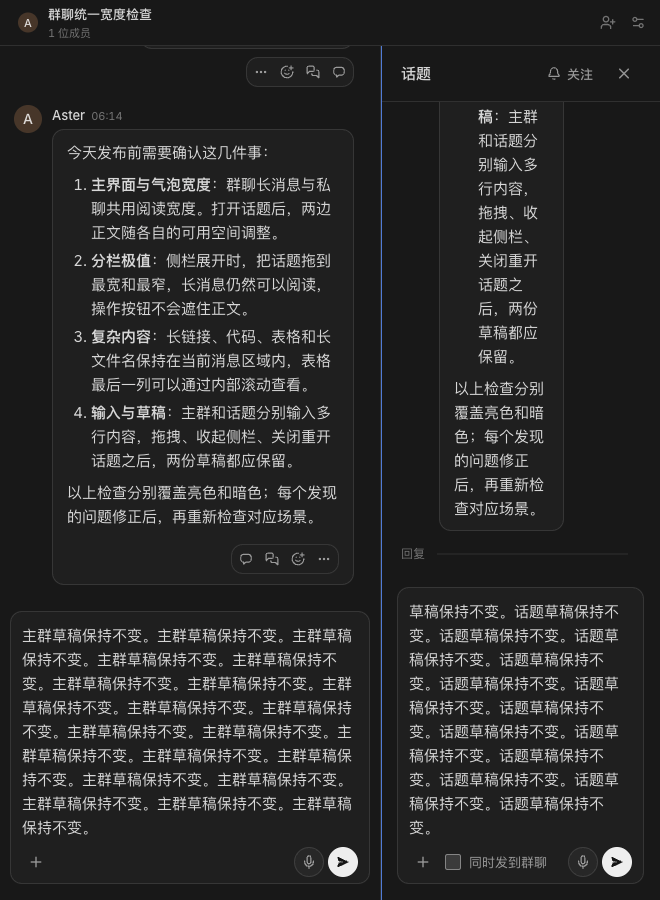 A
群聊统一宽度检查
1 位成员
A
Aster 06:14
今天发布前需要确认这几件事：
1. 主界面与气泡宽度：群聊长消息与私
聊共用阅读宽度。打开话题后，两边
正文随各自的可用空间调整。
2. 分栏极值：侧栏展开时，把话题拖到
最宽和最窄，长消息仍然可以阅读，
操作按钮不会遮住正文。
3. 复杂内容：长链接、代码、表格和长
文件名保持在当前消息区域内，表格
最后一列可以通过内部滚动查看。
4. 输入与草稿：主群和话题分别输入多
行内容，拖拽、收起侧栏、关闭重开
话题之后，两份草稿都应保留。
以上检查分别覆盖亮色和暗色；每个发现
的问题修正后，再重新检查对应场景。
主群草稿保持不变。主群草稿保持不变。主群草稿
保持不变。主群草稿保持不变。主群草稿保持不
变。主群草稿保持不变。主群草稿保持不变。主群
草稿保持不变。主群草稿保持不变。主群草稿保持
不变。主群草稿保持不变。主群草稿保持不变。主
群草稿保持不变。主群草稿保持不变。主群草稿保
持不变。主群草稿保持不变。主群草稿保持不变。
主群草稿保持不变。主群草稿保持不变。主群草稿
保持不变。
话题
关注
稿：主群
和话题分
别输入多
行内容，
拖拽、收
起侧栏、
关闭重开
话题之
后，两份
草稿都应
保留。
以上检查分别
覆盖亮色和暗
色；每个发现
的问题修正
后，再重新检
查对应场景。
回复
草稿保持不变。话题草稿保持不
变。话题草稿保持不变。话题草
稿保持不变。话题草稿保持不
变。话题草稿保持不变。话题草
稿保持不变。话题草稿保持不
变。话题草稿保持不变。话题草
稿保持不变。话题草稿保持不
变。话题草稿保持不变。话题草
稿保持不变。话题草稿保持不
变。
同时发到群聊